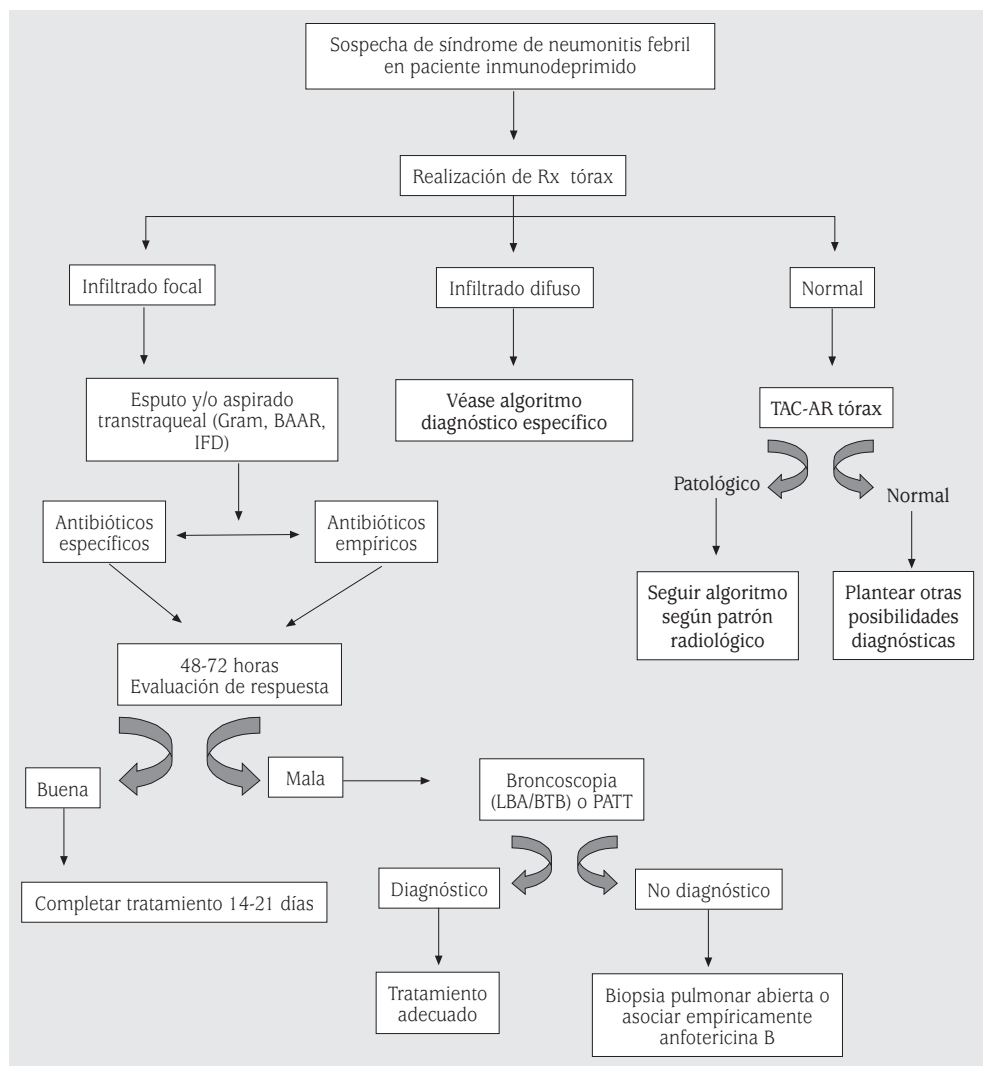 Sospecha de síndrome de neumonitis febril
en paciente inmunodeprimido
Realización de Rx tórax
Infiltrado focal
Infiltrado difuso
Normal
Esputo y/o aspirado
transtraqueal (Gram, BAAR,
IFD)
Véase algoritmo
diagnóstico específico
TAC-AR tórax
Patológico
Normal
Antibióticos
específicos
Antibióticos
empíricos
Seguir algoritmo
según patrón
radiológico
Plantear otras
posibilidades
diagnósticas
48-72 horas
Evaluación de respuesta
Buena
Mala
Broncoscopia
(LBA/BTB) o PATT
Completar tratamiento 14-21 días
Diagnóstico
No diagnóstico
Tratamiento
adecuado
Biopsia pulmonar abierta o
asociar empíricamente
anfotericina B